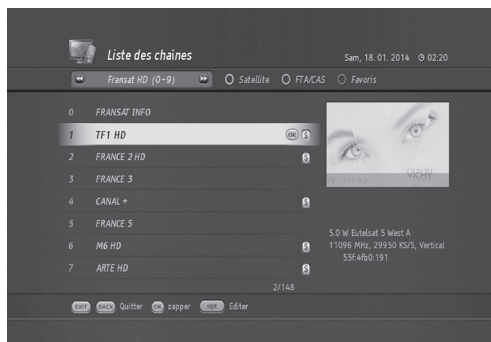 Liste des chaînes
Sam, 18. 01. 2014 02:20
Fransat HD (0-9) Satellite FTA/CAS Favoris
0 FRANSAT INFO
1 TF1 HD OK $
2 FRANCE 2 HD $
3 FRANCE 3
4 CANAL + $
5 FRANCE 5
6 M6 HD $
7 ARTE HD $
2/148
VICHY
TF1 HD
5.0 W Eutelsat 5 West A
11096 MHz, 29950 KS/S, Vertical
55f:4fb0:191
EXIT BACK Quitter OK zapper opt Editer